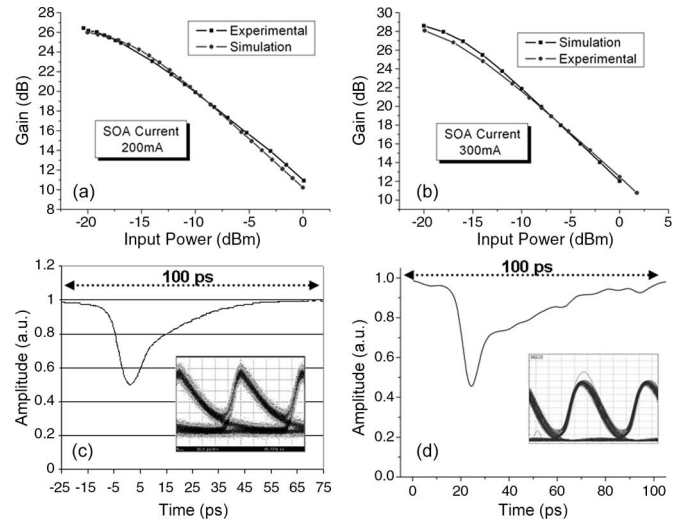 28
26
24
22
20
18
16
14
12
10
8
Gain (dB)
Experimental
Simulation
SOA Current
200mA
(a)
-20 -15 -10 -5 0
Input Power (dBm)
30
28
26
24
22
20
18
16
14
12
10
8
Gain (dB)
Simulation
Experimental
SOA Current
300mA
(b)
-20 -15 -10 -5 0 5
Input Power (dBm)
1.2
1
0.8
0.6
0.4
0.2
0
Amplitude (a.u.)
100 ps
(c)
-25 -15 -5 5 15 25 35 45 55 65 75
Time (ps)
1.0
0.8
0.6
0.4
0.2
0.0
Amplitude (a.u.)
100 ps
(d)
0 20 40 60 80 100
Time (ps)